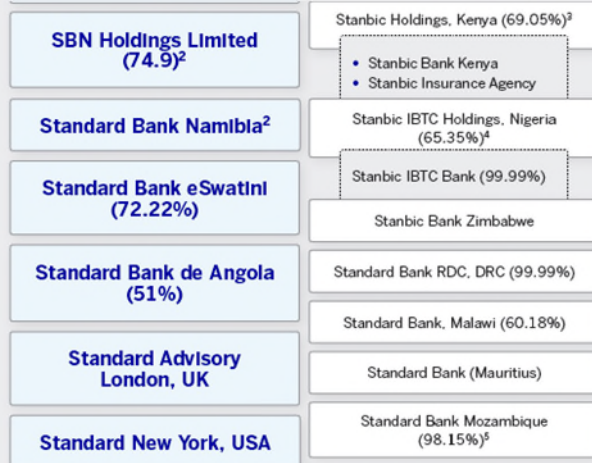 SBN Holdings Limited
(74.9)²
Standard Bank Namibia²
Standard Bank eSwatini
(72.22%)
Standard Bank de Angola
(51%)
Standard Advisory
London, UK
Standard New York, USA
Stanbic Holdings, Kenya (69.05%)³
• Stanbic Bank Kenya
• Stanbic Insurance Agency
Stanbic IBTC Holdings, Nigeria
(65.35%)⁴
Stanbic IBTC Bank (99.99%)
Stanbic Bank Zimbabwe
Standard Bank RDC, DRC (99.99%)
Standard Bank, Malawi (60.18%)
Standard Bank (Mauritius)
Standard Bank Mozambique
(98.15%)⁵